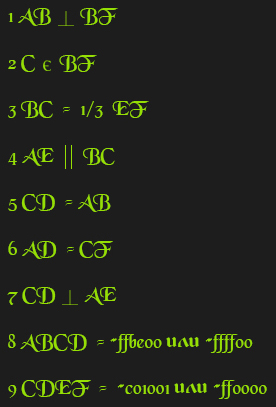 1 AB ⊥ BF
2 C ϵ BF
3 BC = 1/3 EF
4 AE || BC
5 CD = AB
6 AD = CF
7 CD ⊥ AE
8 ABCD = #ffbe00 или #ffff00
9 CDEF = #c01001 или #ff0000